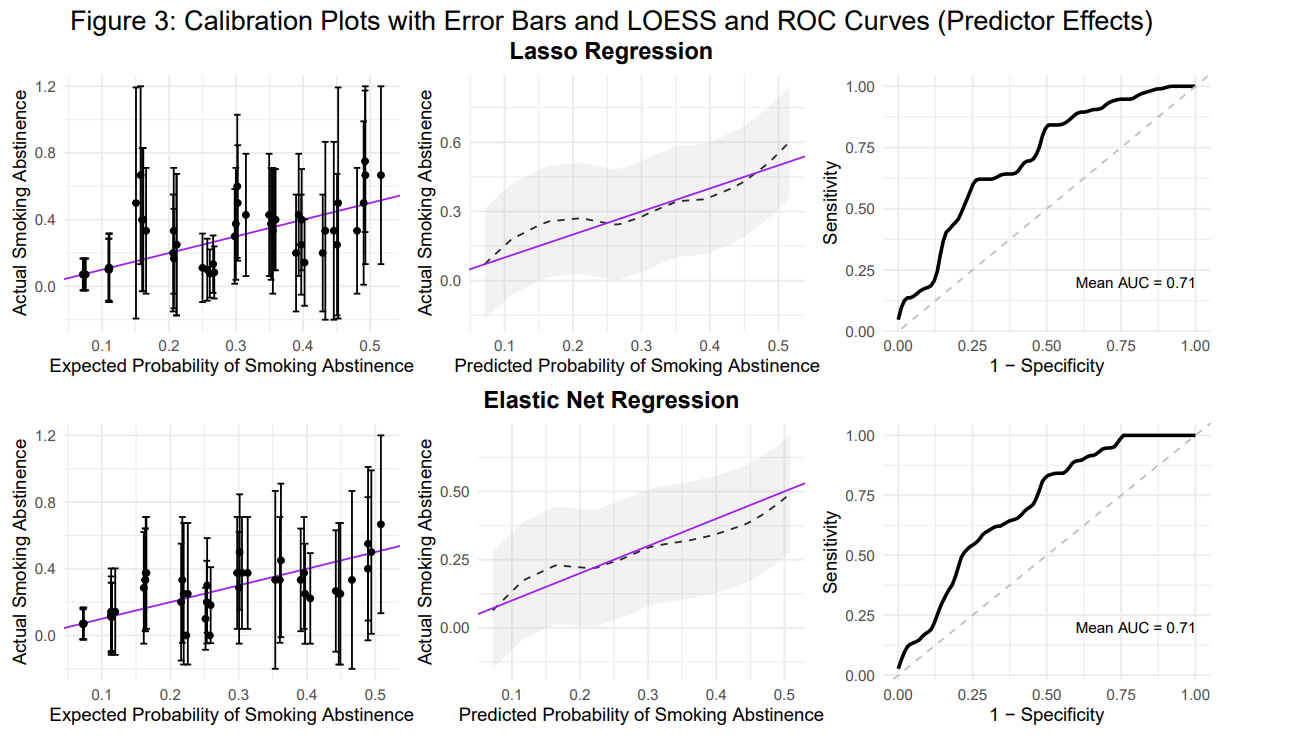 Figure 3: Calibration Plots with Error Bars and LOESS and ROC Curves (Predictor Effects)
Lasso Regression
Actual Smoking Abstinence
1.2
0.8
0.4
0.0
0.1 0.2 0.3 0.4 0.5
Expected Probability of Smoking Abstinence
Actual Smoking Abstinence
0.6
0.3
0.0
0.1 0.2 0.3 0.4 0.5
Predicted Probability of Smoking Abstinence
Sensitivity
1.00
0.75
0.50
0.25
0.00
Mean AUC = 0.71
0.00 0.25 0.50 0.75 1.00
1 − Specificity
Elastic Net Regression
Actual Smoking Abstinence
1.2
0.8
0.4
0.0
0.1 0.2 0.3 0.4 0.5
Expected Probability of Smoking Abstinence
Actual Smoking Abstinence
0.50
0.25
0.00
0.1 0.2 0.3 0.4 0.5
Predicted Probability of Smoking Abstinence
Sensitivity
1.00
0.75
0.50
0.25
0.00
Mean AUC = 0.71
0.00 0.25 0.50 0.75 1.00
1 − Specificity